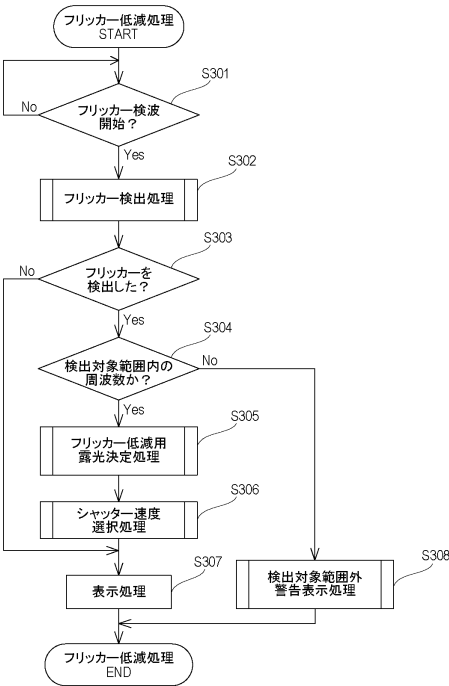 フリッカー低減処理
START
S301
フリッカー検波
開始？
No
Yes
S302
フリッカー検出処理
S303
フリッカーを
検出した？
No
Yes
S304
検出対象範囲内の
周波数か？
No
Yes
S305
フリッカー低減用
露光決定処理
S306
シャッター速度
選択処理
S307
表示処理
S308
検出対象範囲外
警告表示処理
フリッカー低減処理
END